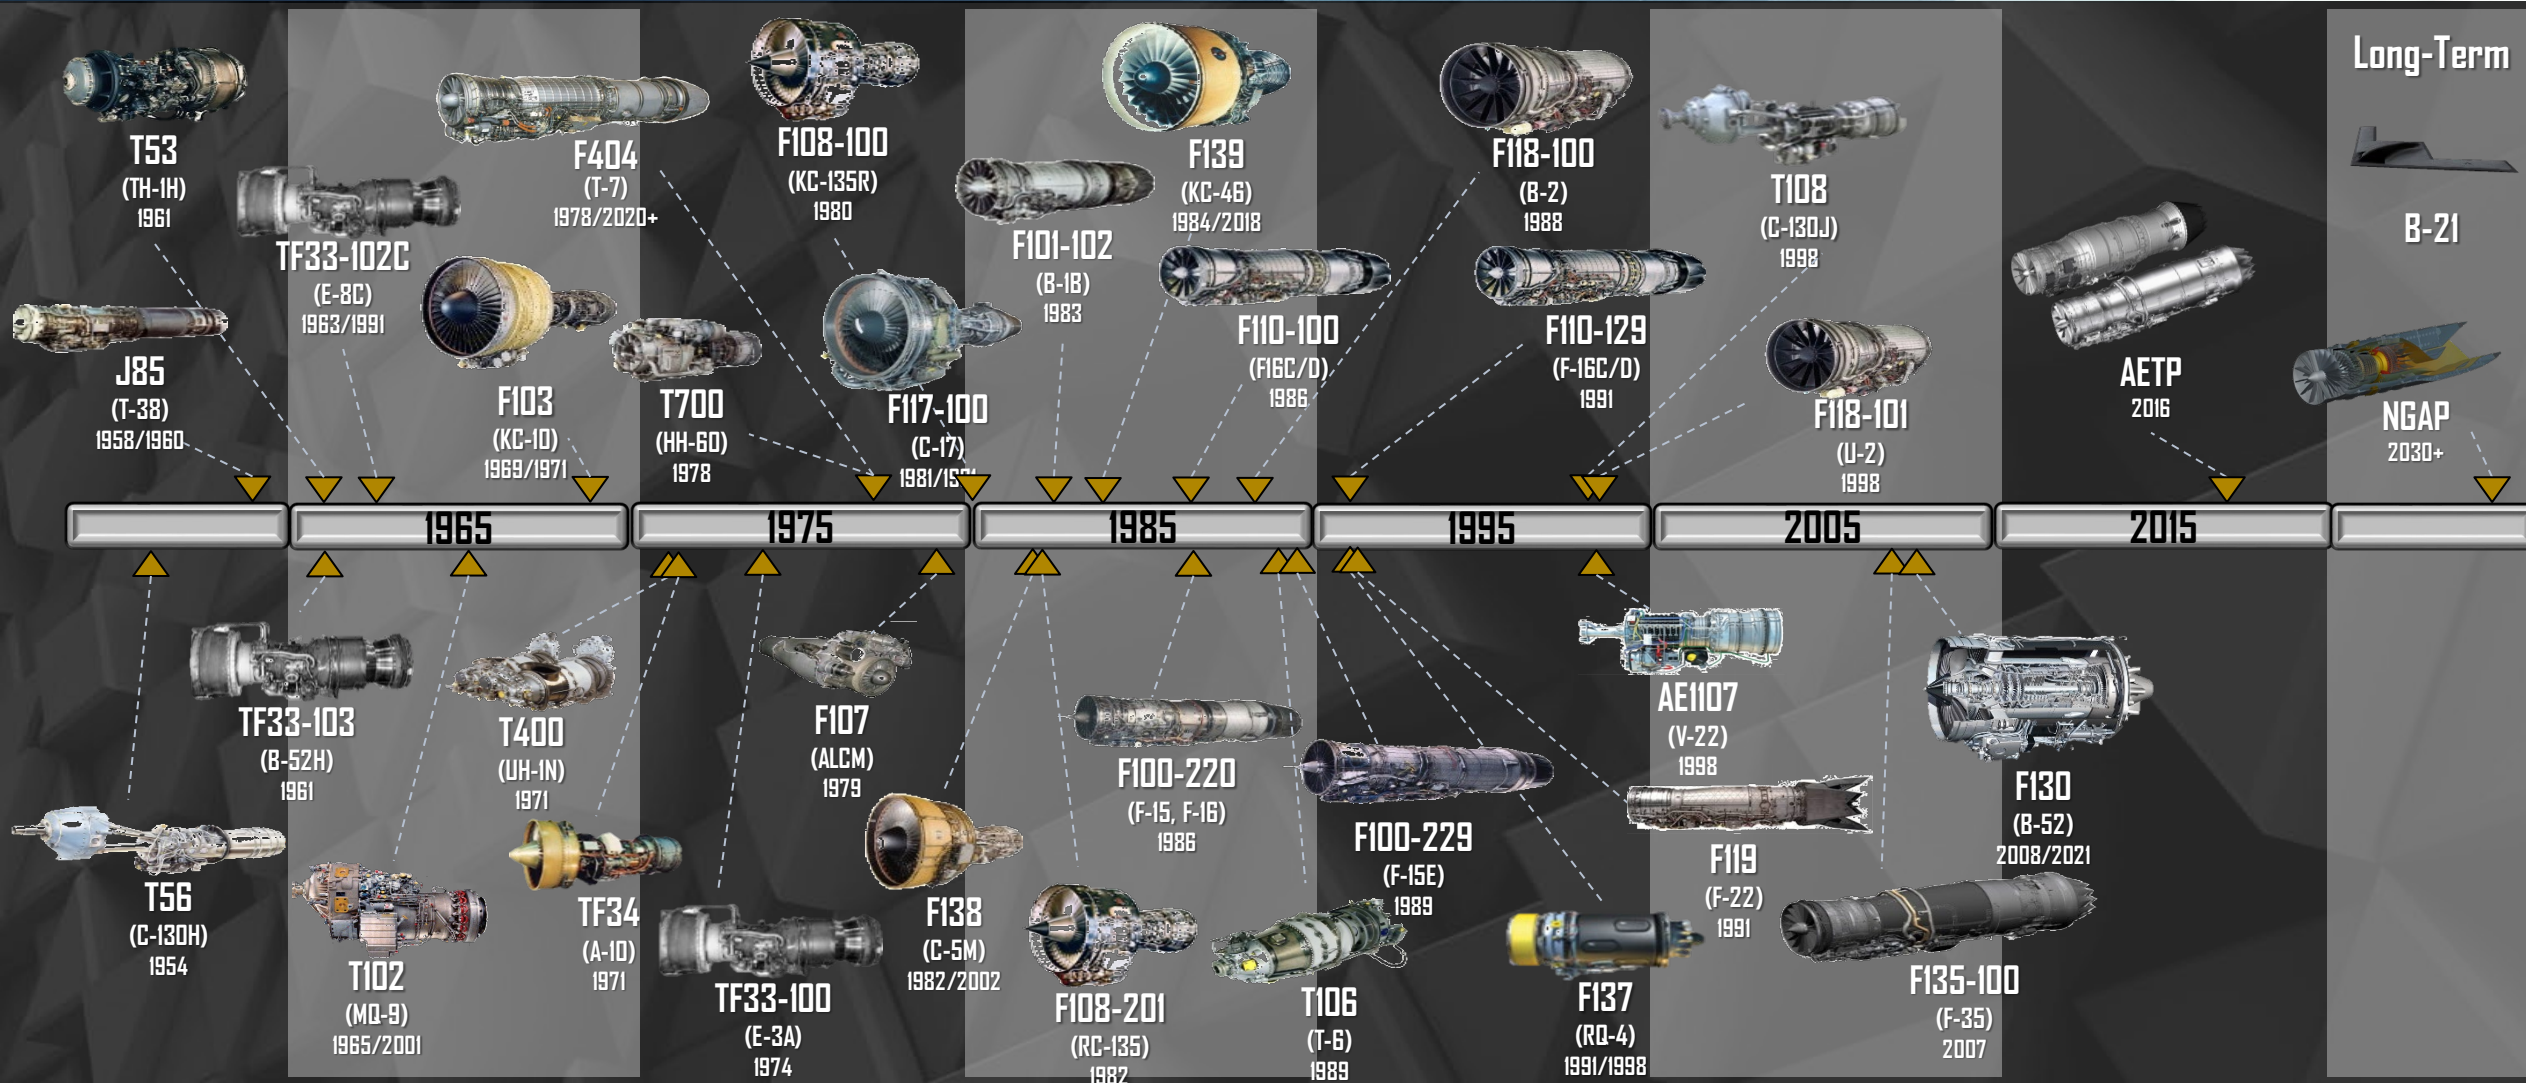 T53
(TH-1H)
1961
J85
(T-38)
1958/1960
TF33-102C
(E-8C)
1963/1991
F404
(T-7)
1978/2020+
F103
(KC-10)
1969/1971
F108-100
(KC-135R)
1980
T700
(HH-60)
1978
F117-100
(C-17)
F101-102
(B-1B)
1983
F139
(KC-46)
1984/2018
F110-100
(F16C/D)
1986
F118-100
(B-2)
1988
F110-129
(F-16C/D)
1991
T108
(C-130J)
1998
F118-101
(U-2)
1998
AETP
2016
Long-Term
B-21
NGAP
2030+
1965
1975
1985
1995
2005
2015
T56
(C-130H)
1954
TF33-103
(B-52H)
1961
T102
(MQ-9)
1965/2001
T400
(UH-1N)
1971
TF34
(A-10)
1971
TF33-100
(E-3A)
1974
F107
(ALCM)
1979
F138
(C-5M)
1982/2002
F108-201
(RC-135)
1982
F100-220
(F-15, F-16)
1986
T106
(T-6)
1989
F100-229
(F-15E)
1989
F137
(RQ-4)
1991/1998
AE1107
(V-22)
1998
F119
(F-22)
1991
F130
(B-52)
2008/2021
F135-100
(F-35)
2007